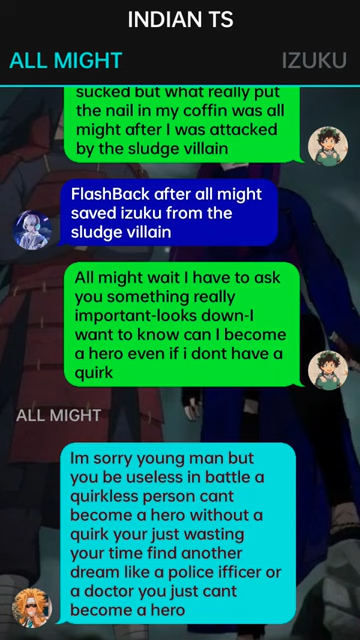 INDIAN TS
ALL MIGHT
IZUKU
sucked but what really put
the nail in my coffin was all
might after I was attacked
by the sludge villain
FlashBack after all might
saved izuku from the
sludge villain
All might wait I have to ask
you something really
important-looks down-I
want to know can I become
a hero even if i dont have a
quirk
ALL MIGHT
Im sorry young man but
you be useless in battle a
quirkless person cant
become a hero without a
quirk your just wasting
your time find another
dream like a police ifficer or
a doctor you just cant
become a hero